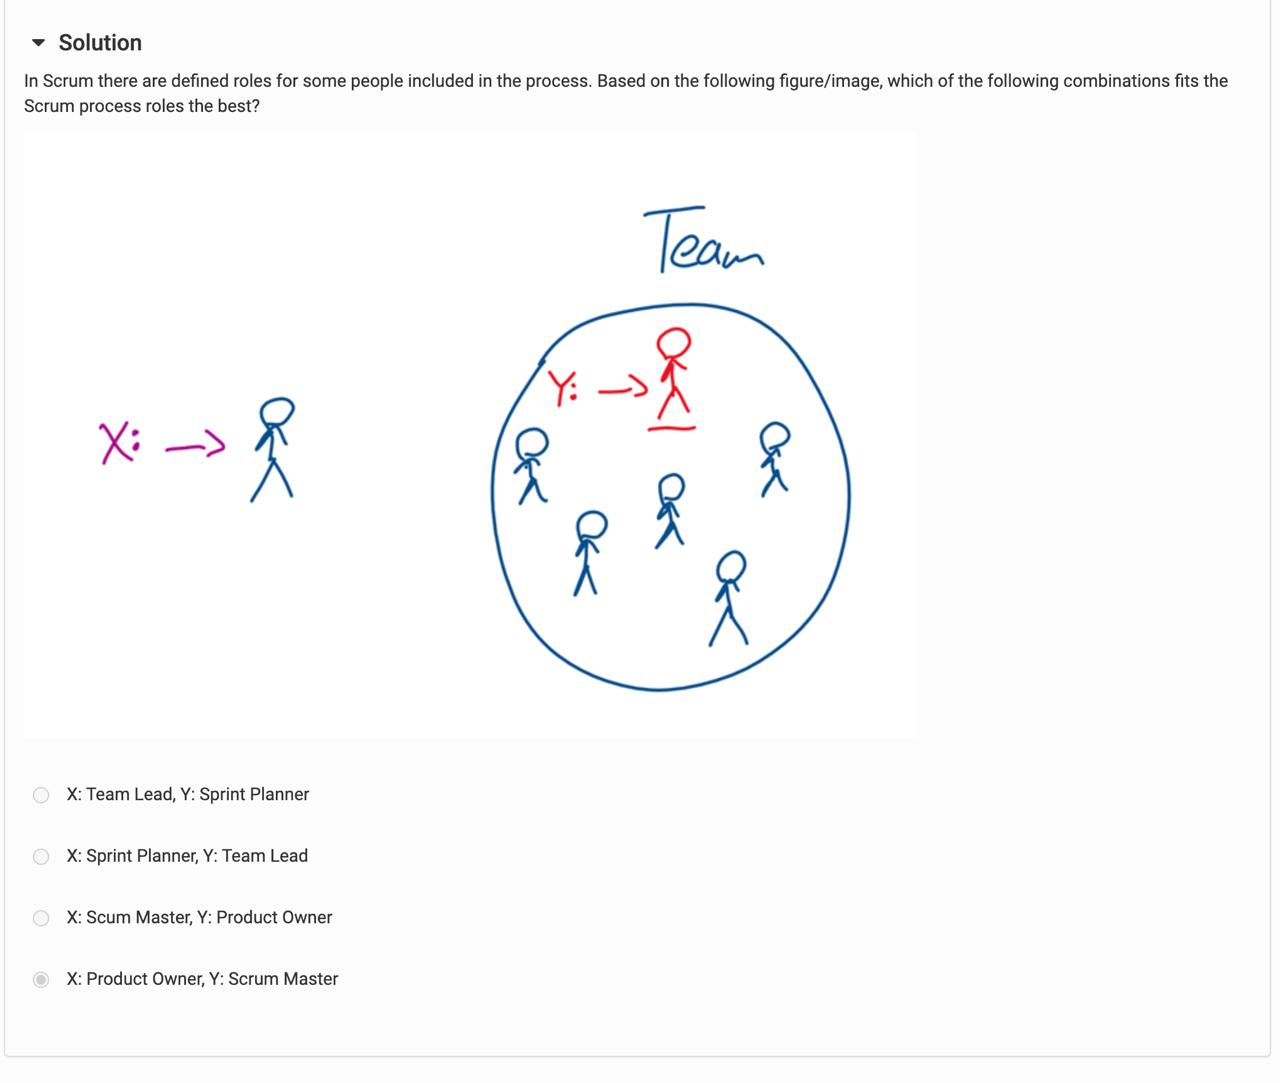 Solution
In Scrum there are defined roles for some people included in the process. Based on the following figure/image, which of the following combinations fits the
Scrum process roles the best?
Team
Y:
X:
X: Team Lead, Y: Sprint Planner
X: Sprint Planner, Y: Team Lead
X: Scum Master, Y: Product Owner
X: Product Owner, Y: Scrum Master